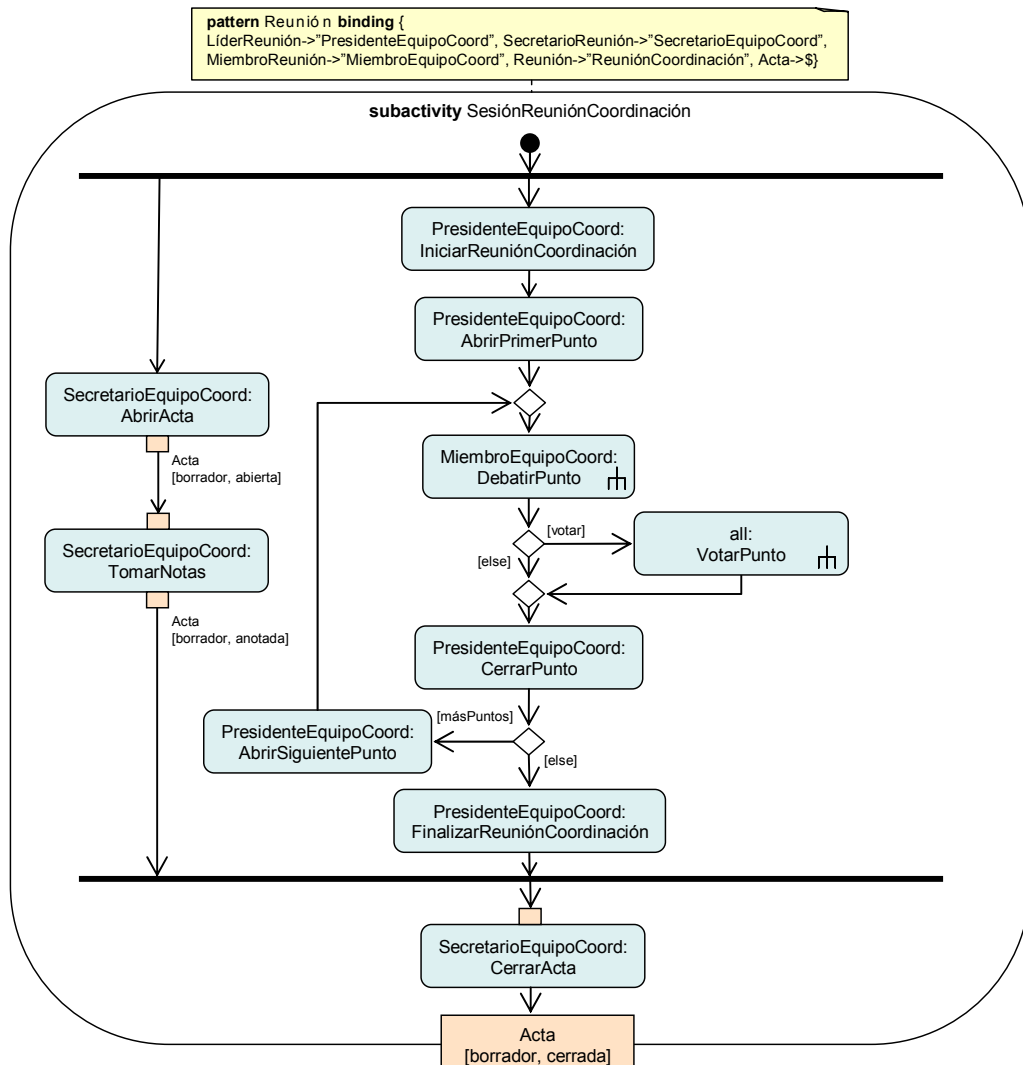 pattern Reunión binding {
LíderReunión->”PresidenteEquipoCoord”, SecretarioReunión->”SecretarioEquipoCoord”,
MiembroReunión->”MiembroEquipoCoord”, Reunión->”ReuniónCoordinación”, Acta->$}
subactivity SesiónReuniónCoordinación
PresidenteEquipoCoord:
IniciarReuniónCoordinación
PresidenteEquipoCoord:
AbrirPrimerPunto
SecretarioEquipoCoord:
AbrirActa
Acta
[borrador, abierta]
MiembroEquipoCoord:
DebatirPunto
[votar]
[else]
all:
VotarPunto
SecretarioEquipoCoord:
TomarNotas
Acta
[borrador, anotada]
PresidenteEquipoCoord:
CerrarPunto
[másPuntos]
[else]
PresidenteEquipoCoord:
AbrirSiguientePunto
PresidenteEquipoCoord:
FinalizarReuniónCoordinación
SecretarioEquipoCoord:
CerrarActa
Acta
[borrador, cerrada]